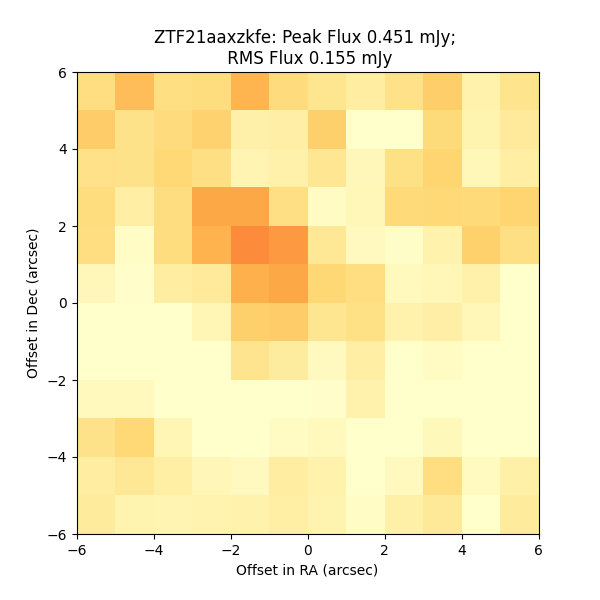 ZTF21aaxzkfe: Peak Flux 0.451 mJy;
RMS Flux 0.155 mJy
6
4
2
0
−2
−4
−6
Offset in Dec (arcsec)
−6 −4 −2 0 2 4 6
Offset in RA (arcsec)